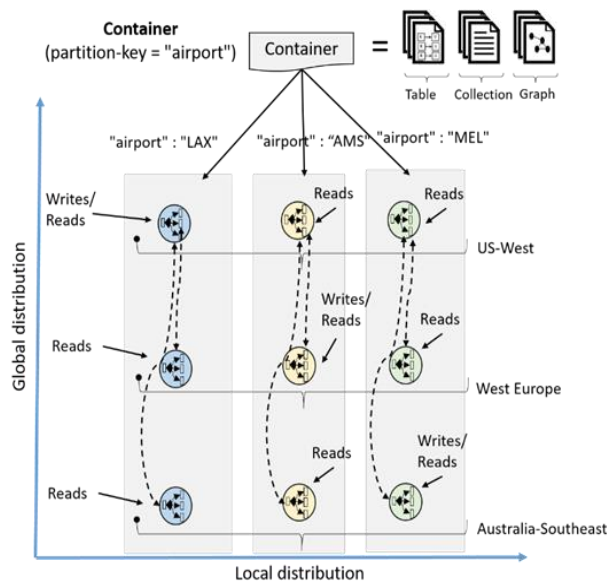 Container
(partition-key = "airport")
Container
=
Table
Collection
Graph
"airport" : "LAX"
"airport" : “AMS"
"airport" : "MEL"
Writes/
Reads
Reads
Reads
US-West
Reads
Writes/
Reads
Reads
West Europe
Reads
Reads
Writes/
Reads
Australia-Southeast
Global distribution
Local distribution